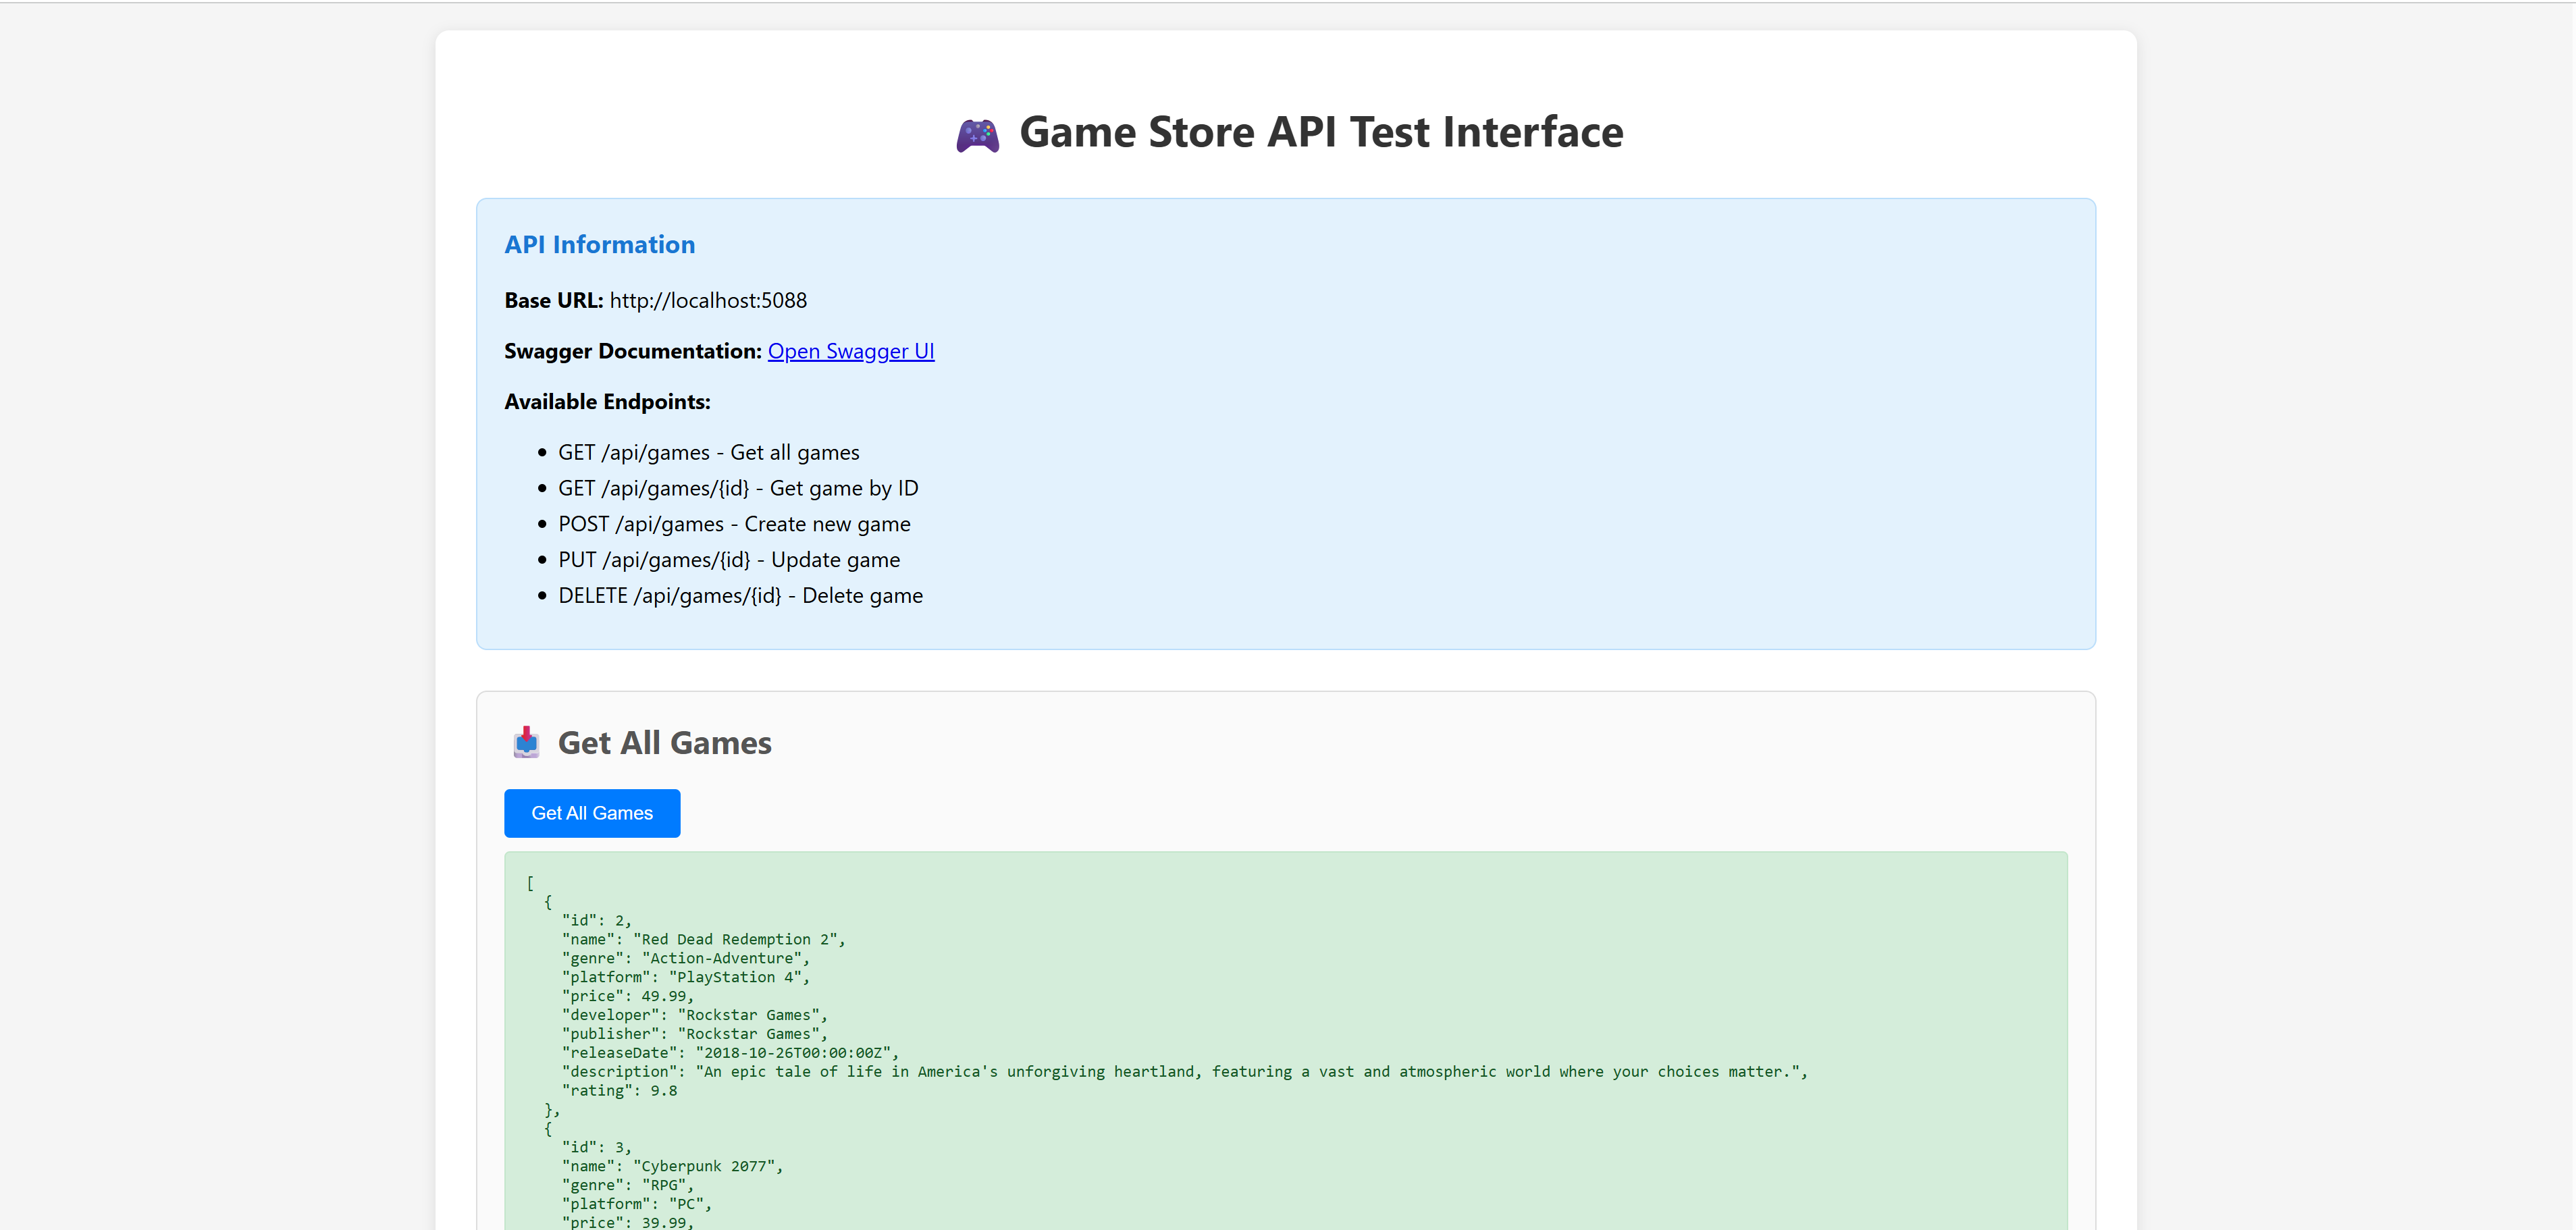 Game Store API Test Interface
API Information
Base URL: http://localhost:5088
Swagger Documentation: Open Swagger UI
Available Endpoints:
GET /api/games - Get all games
GET /api/games/{id} - Get game by ID
POST /api/games - Create new game
PUT /api/games/{id} - Update game
DELETE /api/games/{id} - Delete game
Get All Games
Get All Games
[
  {
    "id": 2,
    "name": "Red Dead Redemption 2",
    "genre": "Action-Adventure",
    "platform": "PlayStation 4",
    "price": 49.99,
    "developer": "Rockstar Games",
    "publisher": "Rockstar Games",
    "releaseDate": "2018-10-26T00:00:00Z",
    "description": "An epic tale of life in America's unforgiving heartland, featuring a vast and atmospheric world where your choices matter.",
    "rating": 9.8
  },
  {
    "id": 3,
    "name": "Cyberpunk 2077",
    "genre": "RPG",
    "platform": "PC",
    "price": 39.99,